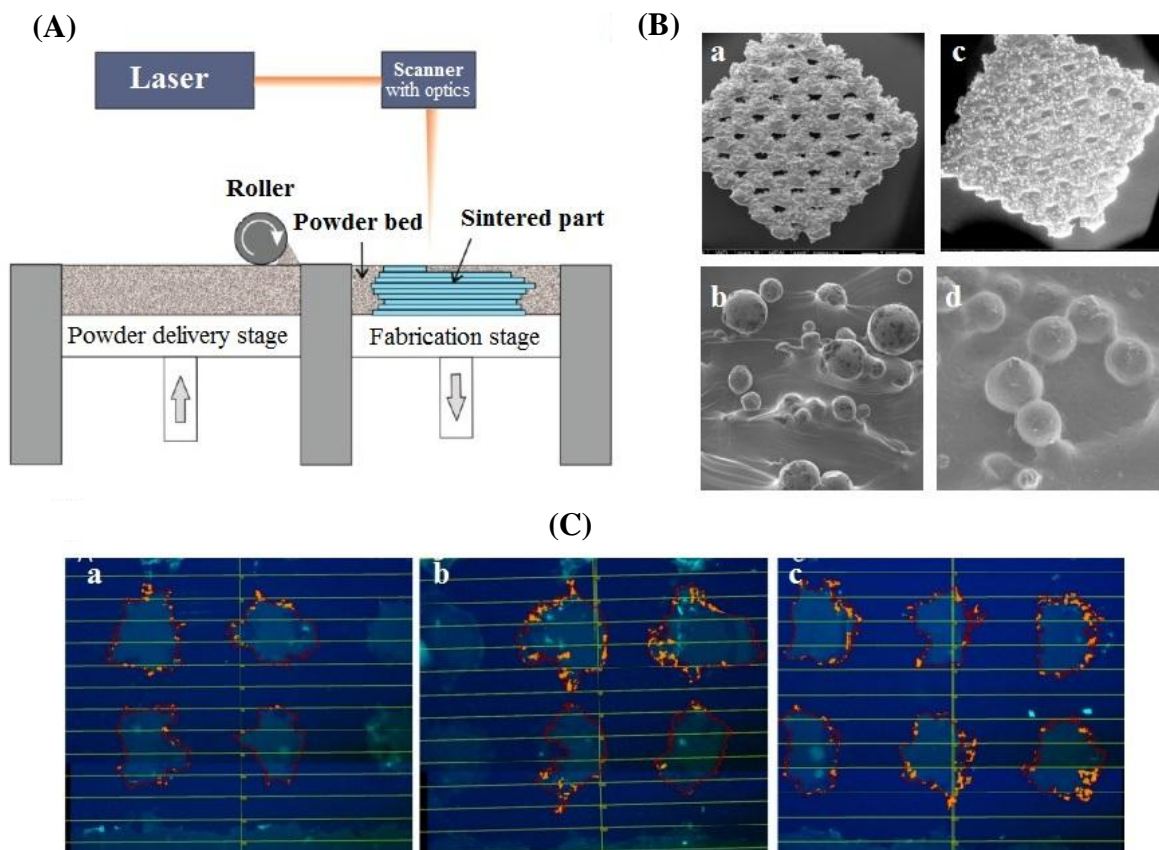 (A)
(B)
Laser
Scanner
with optics
Roller
Powder bed
Sintered part
Powder delivery stage
Fabrication stage
a
c
b
d
(C)
a
b
c